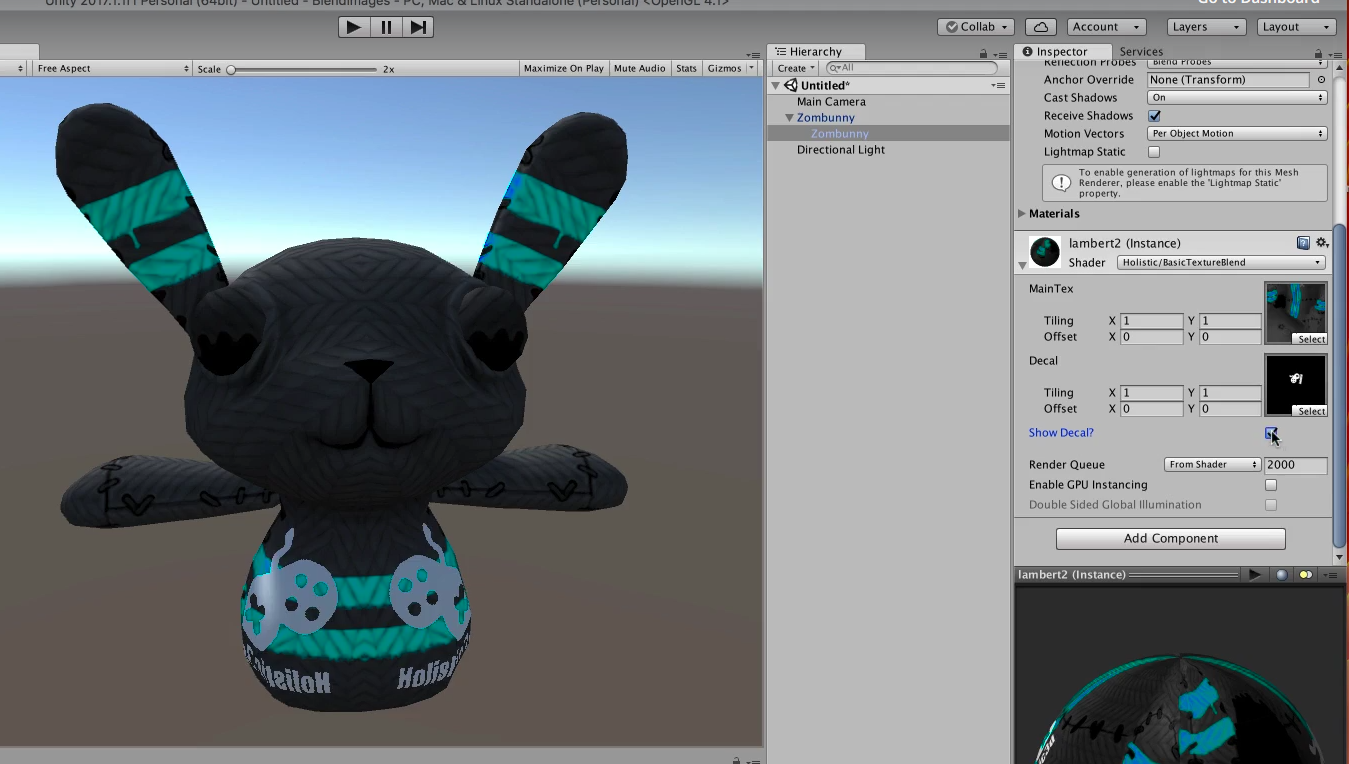 Unity 2017.1.1f1 Personal (64bit) - Untitled - BlendImages - PC, Mac & Linux Standalone (Personal) <OpenGL 4.1>
Go to Dashboard
Collab
Account
Layers
Layout
Free Aspect
Scale
2x
Maximize On Play
Mute Audio
Stats
Gizmos
Hierarchy
Create
All
Untitled*
Main Camera
Zombunny
Zombunny
Directional Light
Inspector
Services
Reflection Probes
Blend Probes
Anchor Override
None (Transform)
Cast Shadows
On
Receive Shadows
Motion Vectors
Per Object Motion
Lightmap Static
To enable generation of lightmaps for this Mesh
Renderer, please enable the 'Lightmap Static'
property.
Materials
lambert2 (Instance)
Shader
Holistic/BasicTextureBlend
MainTex
Tiling X 1 Y 1
Offset X 0 Y 0
Select
Decal
Tiling X 1 Y 1
Offset X 0 Y 0
Select
Show Decal?
Render Queue
From Shader
2000
Enable GPU Instancing
Double Sided Global Illumination
Add Component
lambert2 (Instance)